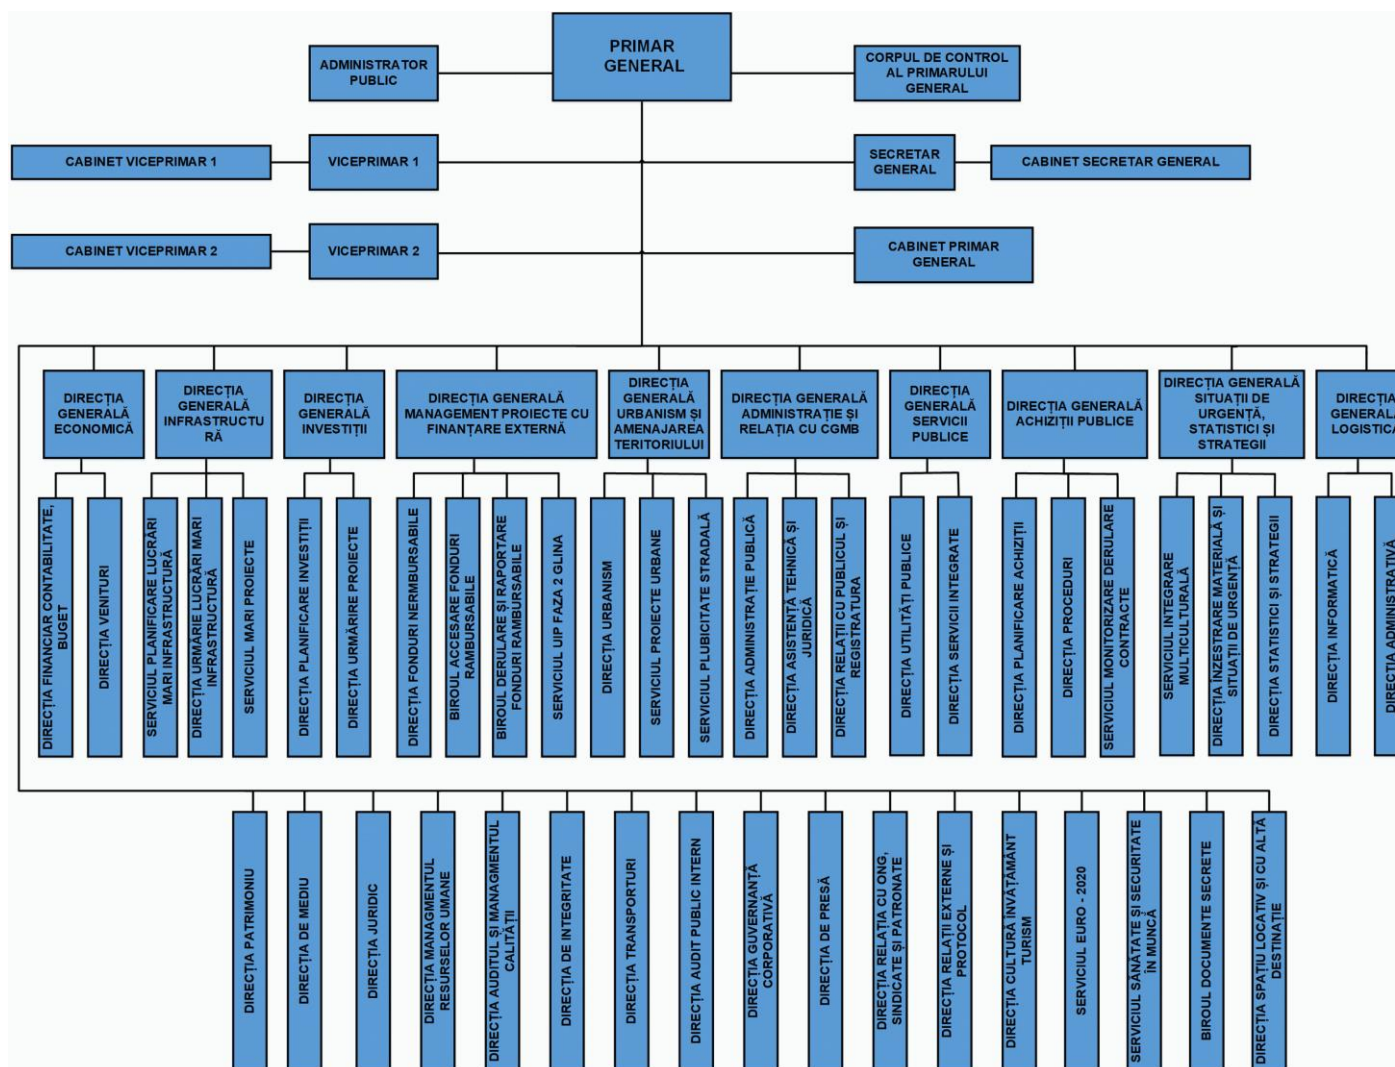 PRIMAR
GENERAL
ADMINISTRATOR
PUBLIC
CORPUL DE CONTROL
AL PRIMARULUI
GENERAL
CABINET VICEPRIMAR 1
VICEPRIMAR 1
SECRETAR
GENERAL
CABINET SECRETAR GENERAL
CABINET VICEPRIMAR 2
VICEPRIMAR 2
CABINET PRIMAR
GENERAL
DIRECȚIA
GENERALĂ
ECONOMICĂ
DIRECȚIA
GENERALĂ
INFRASTRUCTU
RĂ
DIRECȚIA
GENERALĂ
INVESTIȚII
DIRECȚIA GENERALĂ
MANAGEMENT PROIECTE CU
FINANȚARE EXTERNĂ
DIRECȚIA
GENERALĂ
URBANISM ȘI
AMENAJAREA
TERITORIULUI
DIRECȚIA GENERALĂ
ADMINISTRAȚIE ȘI
RELAȚIA CU CGMB
DIRECȚIA
GENERALĂ
SERVICII
PUBLICE
DIRECȚIA GENERALĂ
ACHIZIȚII PUBLICE
DIRECȚIA GENERALĂ
SITUAȚII DE
URGENȚĂ,
STATISTICI ȘI
STRATEGII
DIRECȚIA
GENERALĂ
LOGISTICĂ
DIRECȚIA FINANCIAR CONTABILITATE,
BUGET
DIRECȚIA VENITURI
SERVICIUL PLANIFICARE LUCRĂRI
MARI INFRASTRUCTURĂ
DIRECȚIA URMĂRIE LUCRĂRI MARI
INFRASTRUCTURĂ
SERVICIUL MARI PROIECTE
DIRECȚIA PLANIFICARE INVESTIȚII
DIRECȚIA URMĂRIRE PROIECTE
DIRECȚIA FONDURI NERMBURSABILE
BIROUL ACCESARE FONDURI
RAMBURSABILE
BIROUL DERULARE ȘI RAPORTARE
FONDURI RAMBURSABILE
SERVICIUL UIP FAZA 2 GLINA
DIRECȚIA URBANISM
SERVICIUL PROIECTE URBANE
SERVICIUL PLUBICITATE STRADALĂ
DIRECȚIA ADMINISTRAȚIE PUBLICĂ
DIRECȚIA ASISTENȚĂ TEHNICĂ ȘI
JURIDICĂ
DIRECȚIA RELAȚII CU PUBLICUL ȘI
REGISTRATURA
DIRECȚIA UTILITĂȚI PUBLICE
DIRECȚIA SERVICII INTEGRATE
DIRECȚIA PLANIFICARE ACHIZIȚII
DIRECȚIA PROCEDURI
SERVICIUL MONITORIZARE DERULARE
CONTRACTE
SERVICIUL INTEGRARE
MULTICULTURALĂ
DIRECȚIA ÎNZESTRARE MATERIALĂ ȘI
SITUAȚII DE URGENȚĂ
DIRECȚIA STATISTICI ȘI STRATEGII
DIRECȚIA INFORMATICĂ
DIRECȚIA ADMINISTRATIVĂ
DIRECȚIA PATRIMONIU
DIRECȚIA DE MEDIU
DIRECȚIA JURIDIC
DIRECȚIA MANAGMENTUL
RESURSELOR UMANE
DIRECȚIA AUDITUL ȘI MANAGMENTUL
CALITĂȚII
DIRECȚIA DE INTEGRITATE
DIRECȚIA TRANSPORTURI
DIRECȚIA AUDIT PUBLIC INTERN
DIRECȚIA GUVERNANȚĂ
CORPORATIVĂ
DIRECȚIA DE PRESĂ
DIRECȚIA RELAȚIA CU ONG,
SINDICATE ȘI PATRONATE
DIRECȚIA RELAȚII EXTERNE ȘI
PROTOCOL
DIRECȚIA CULTURĂ ÎNVĂȚĂMÂNT
TURISM
SERVICIUL EURO - 2020
SERVICIUL SĂNĂTATE ȘI SECURITATE
ÎN MUNCĂ
BIROUL DOCUMENTE SECRETE
DIRECȚIA SPAȚIU LOCATIV ȘI CU ALTĂ
DESTINAȚIE